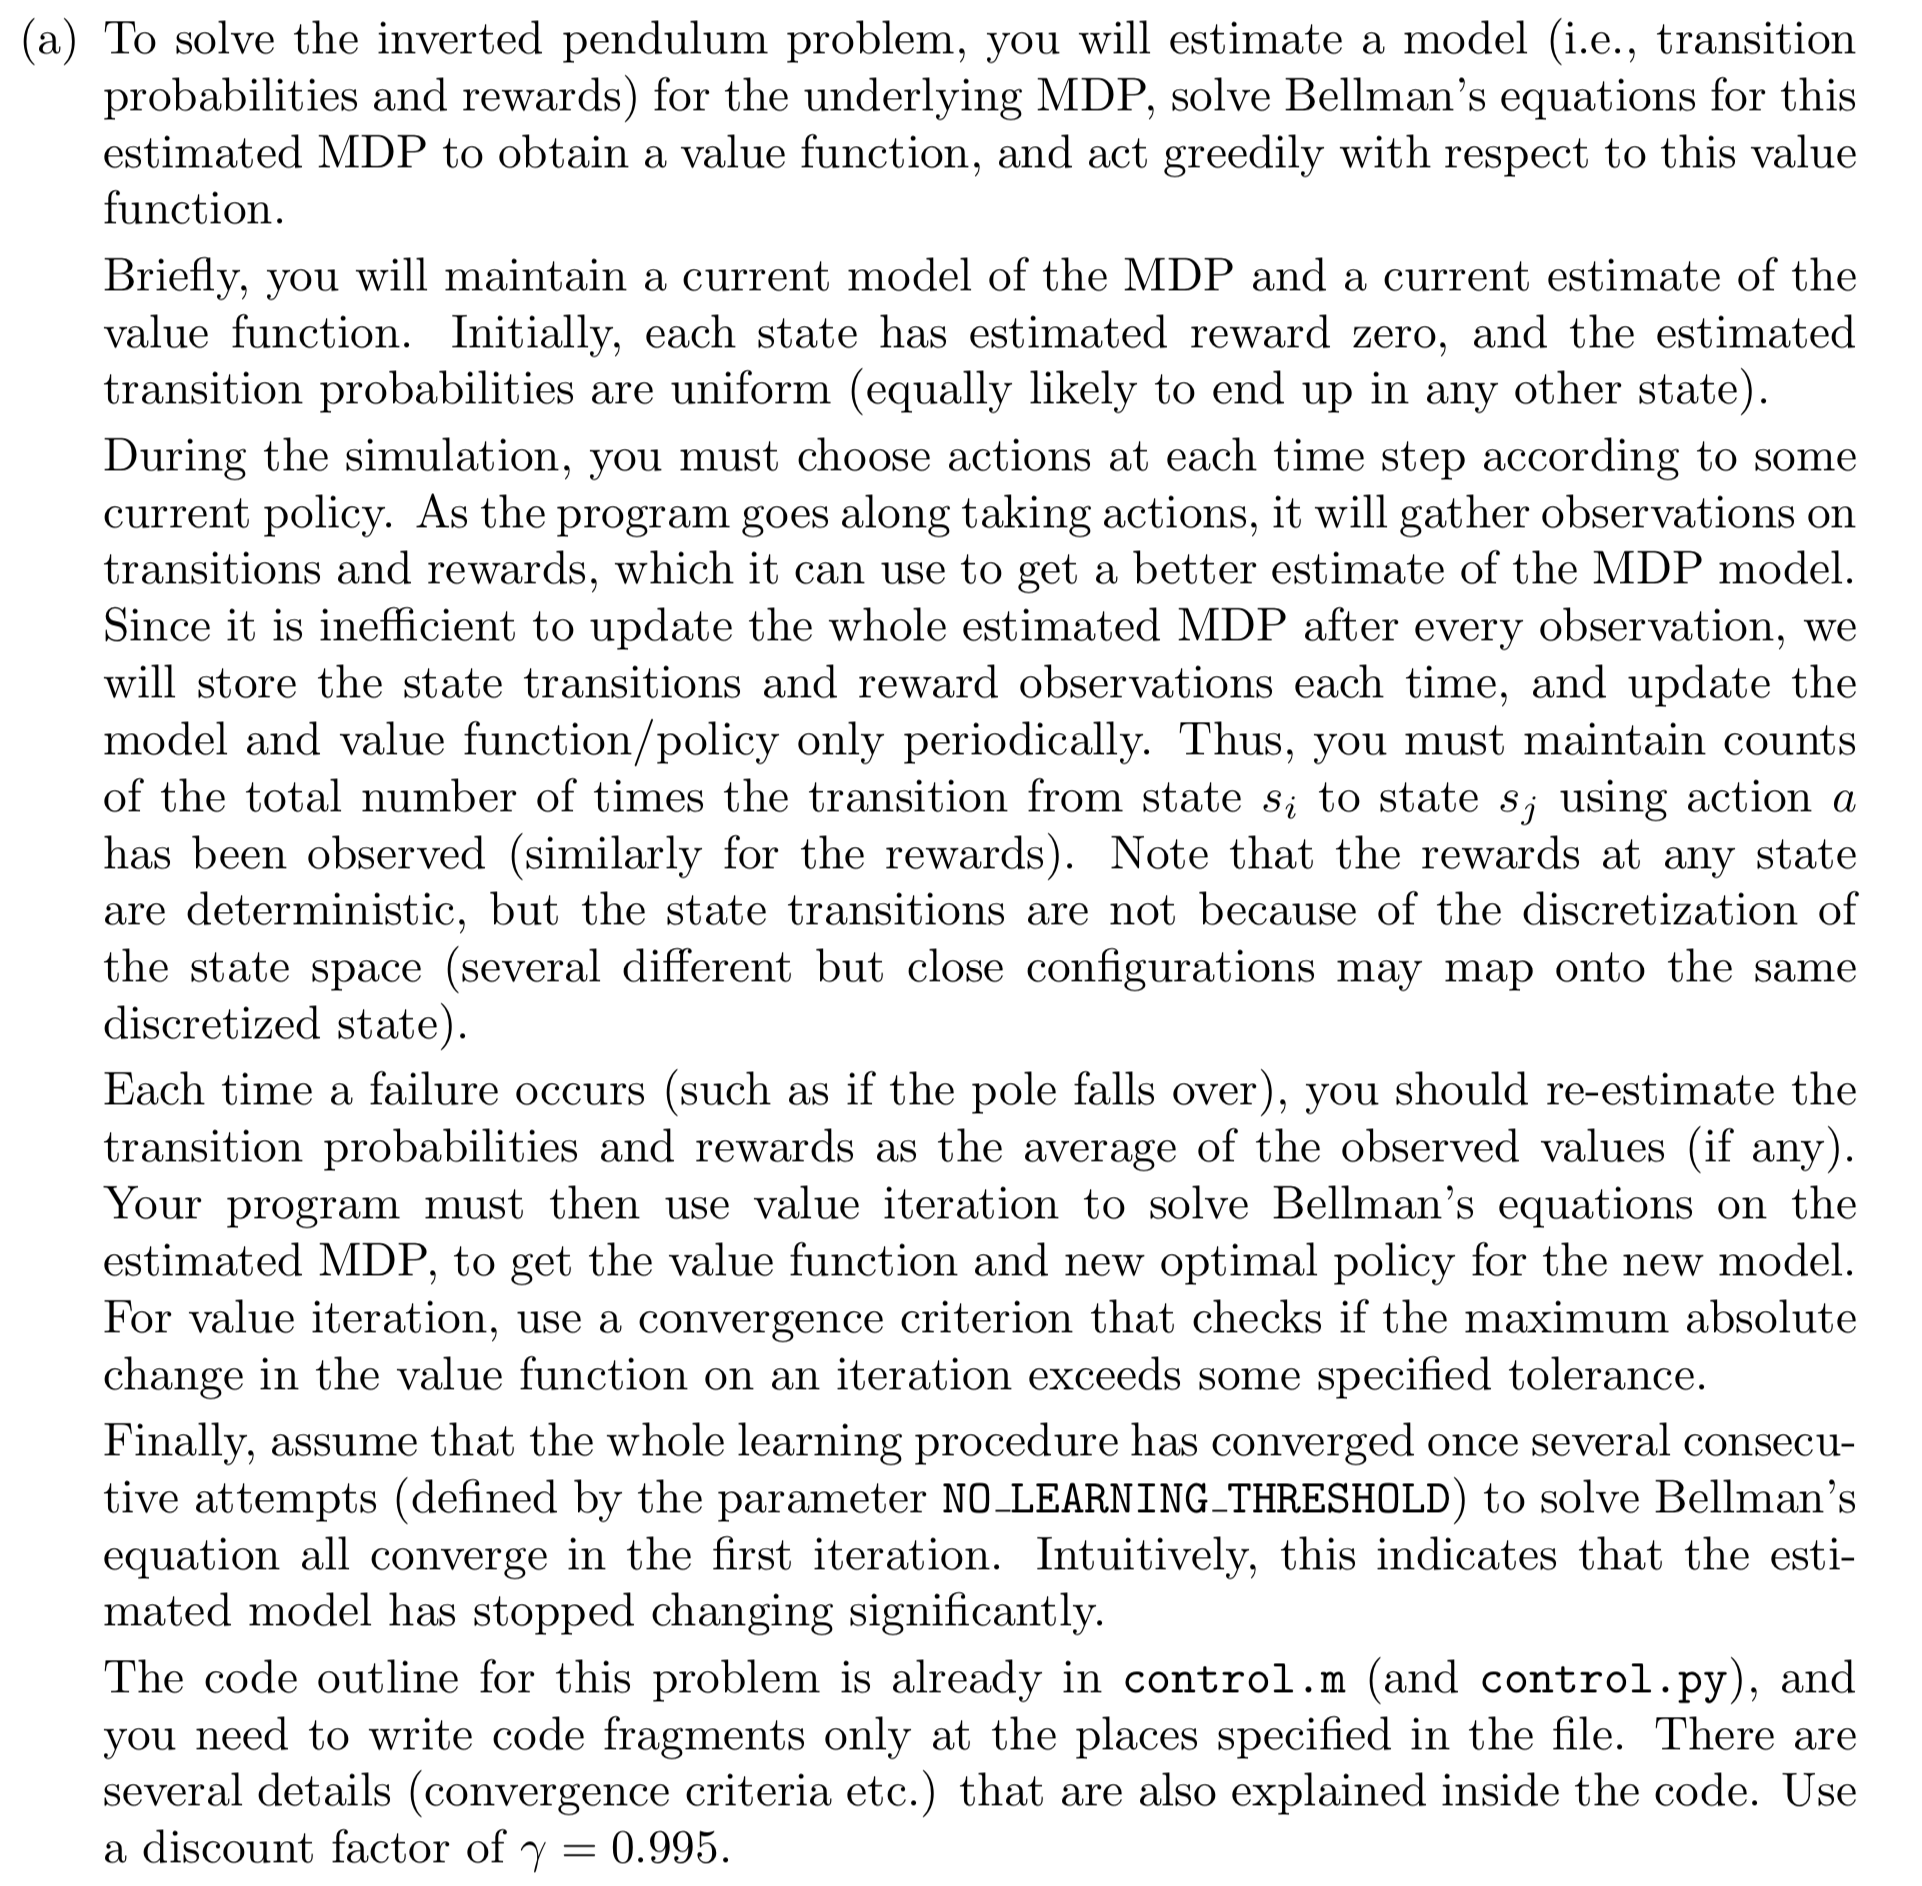 (a) To solve the inverted pendulum problem, you will estimate a model (i.e., transition
probabilities and rewards) for the underlying MDP, solve Bellman's equations for this
estimated MDP to obtain a value function, and act greedily with respect to this value
function.
Briefly, you will maintain a current model of the MDP and a current estimate of the
value function. Initially, each state has estimated reward zero, and the estimated
transition probabilities are uniform (equally likely to end up in any other state).
During the simulation, you must choose actions at each time step according to some
current policy. As the program goes along taking actions, it will gather observations on
transitions and rewards, which it can use to get a better estimate of the MDP model.
Since it is inefficient to update the whole estimated MDP after every observation, we
will store the state transitions and reward observations each time, and update the
model and value function/policy only periodically. Thus, you must maintain counts
of the total number of times the transition from state s_i to state s_j using action a
has been observed (similarly for the rewards). Note that the rewards at any state
are deterministic, but the state transitions are not because of the discretization of
the state space (several different but close configurations may map onto the same
discretized state).
Each time a failure occurs (such as if the pole falls over), you should re-estimate the
transition probabilities and rewards as the average of the observed values (if any).
Your program must then use value iteration to solve Bellman's equations on the
estimated MDP, to get the value function and new optimal policy for the new model.
For value iteration, use a convergence criterion that checks if the maximum absolute
change in the value function on an iteration exceeds some specified tolerance.
Finally, assume that the whole learning procedure has converged once several consecu-
tive attempts (defined by the parameter NO_LEARNING_THRESHOLD) to solve Bellman's
equation all converge in the first iteration. Intuitively, this indicates that the esti-
mated model has stopped changing significantly.
The code outline for this problem is already in control.m (and control.py), and
you need to write code fragments only at the places specified in the file. There are
several details (convergence criteria etc.) that are also explained inside the code. Use
a discount factor of γ = 0.995.